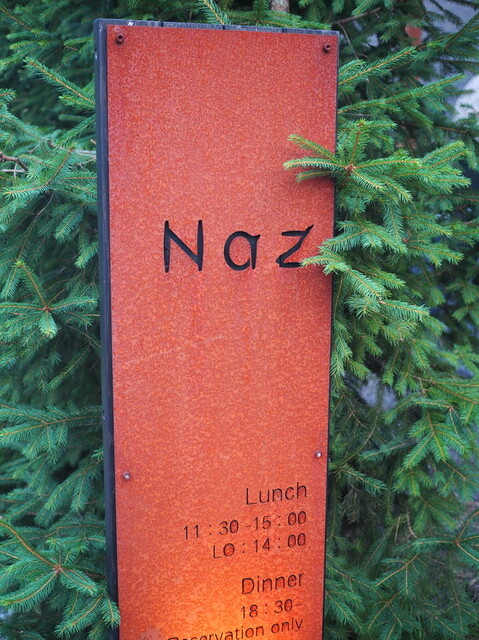 Naz
Lunch
11 : 30 -15 : 00
LO : 14 : 00
Dinner
18 : 30-
Reservation only